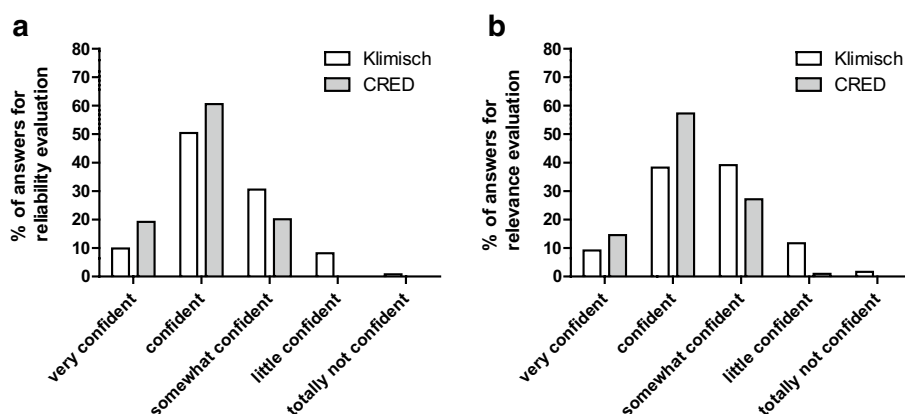 a
% of answers for
reliability evaluation
80
70
60
50
40
30
20
10
0
Klimisch
CRED
very confident
confident
somewhat confident
little confident
totally not confident
b
% of answers for
relevance evaluation
80
70
60
50
40
30
20
10
0
Klimisch
CRED
very confident
confident
somewhat confident
little confident
totally not confident